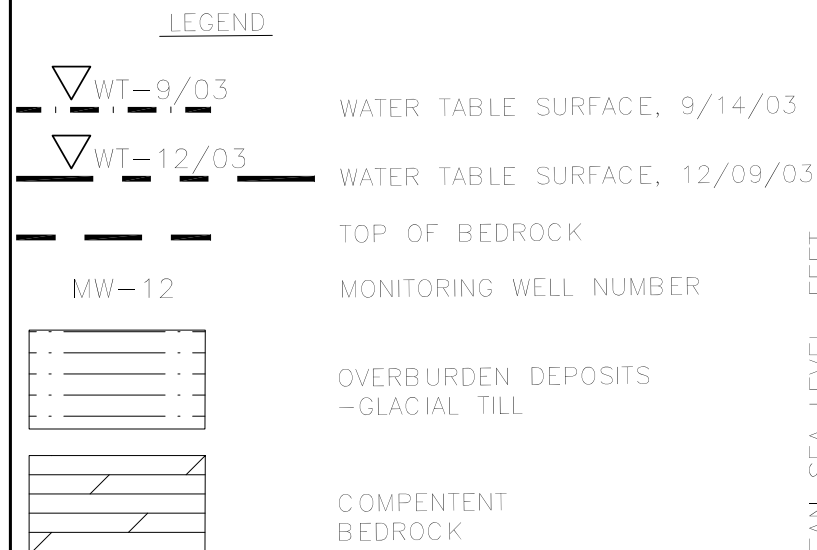 LEGEND
WT-9/03
WATER TABLE SURFACE, 9/14/03
WT-12/03
WATER TABLE SURFACE, 12/09/03
TOP OF BEDROCK
MW-12
MONITORING WELL NUMBER
OVERBURDEN DEPOSITS
-GLACIAL TILL
COMPENTENT
BEDROCK